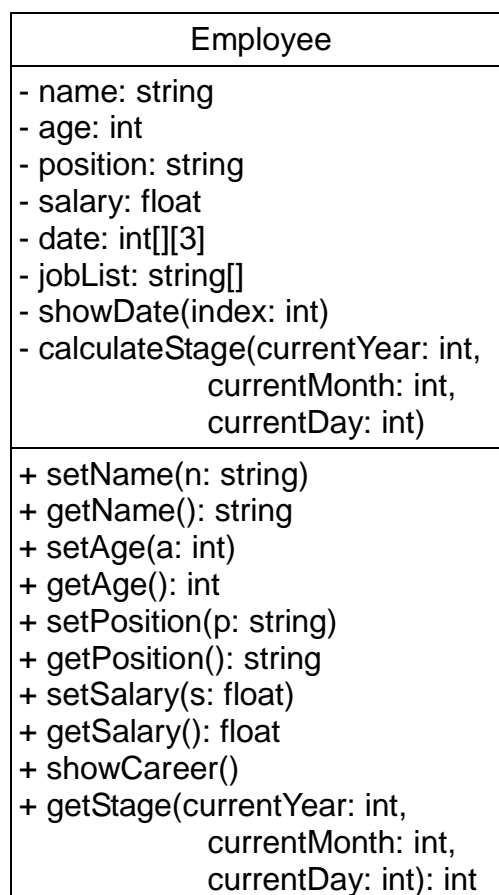 Employee
- name: string
- age: int
- position: string
- salary: float
- date: int[][3]
- jobList: string[]
- showDate(index: int)
- calculateStage(currentYear: int,
currentMonth: int,
currentDay: int)
+ setName(n: string)
+ getName(): string
+ setAge(a: int)
+ getAge(): int
+ setPosition(p: string)
+ getPosition(): string
+ setSalary(s: float)
+ getSalary(): float
+ showCareer()
+ getStage(currentYear: int,
currentMonth: int,
currentDay: int): int